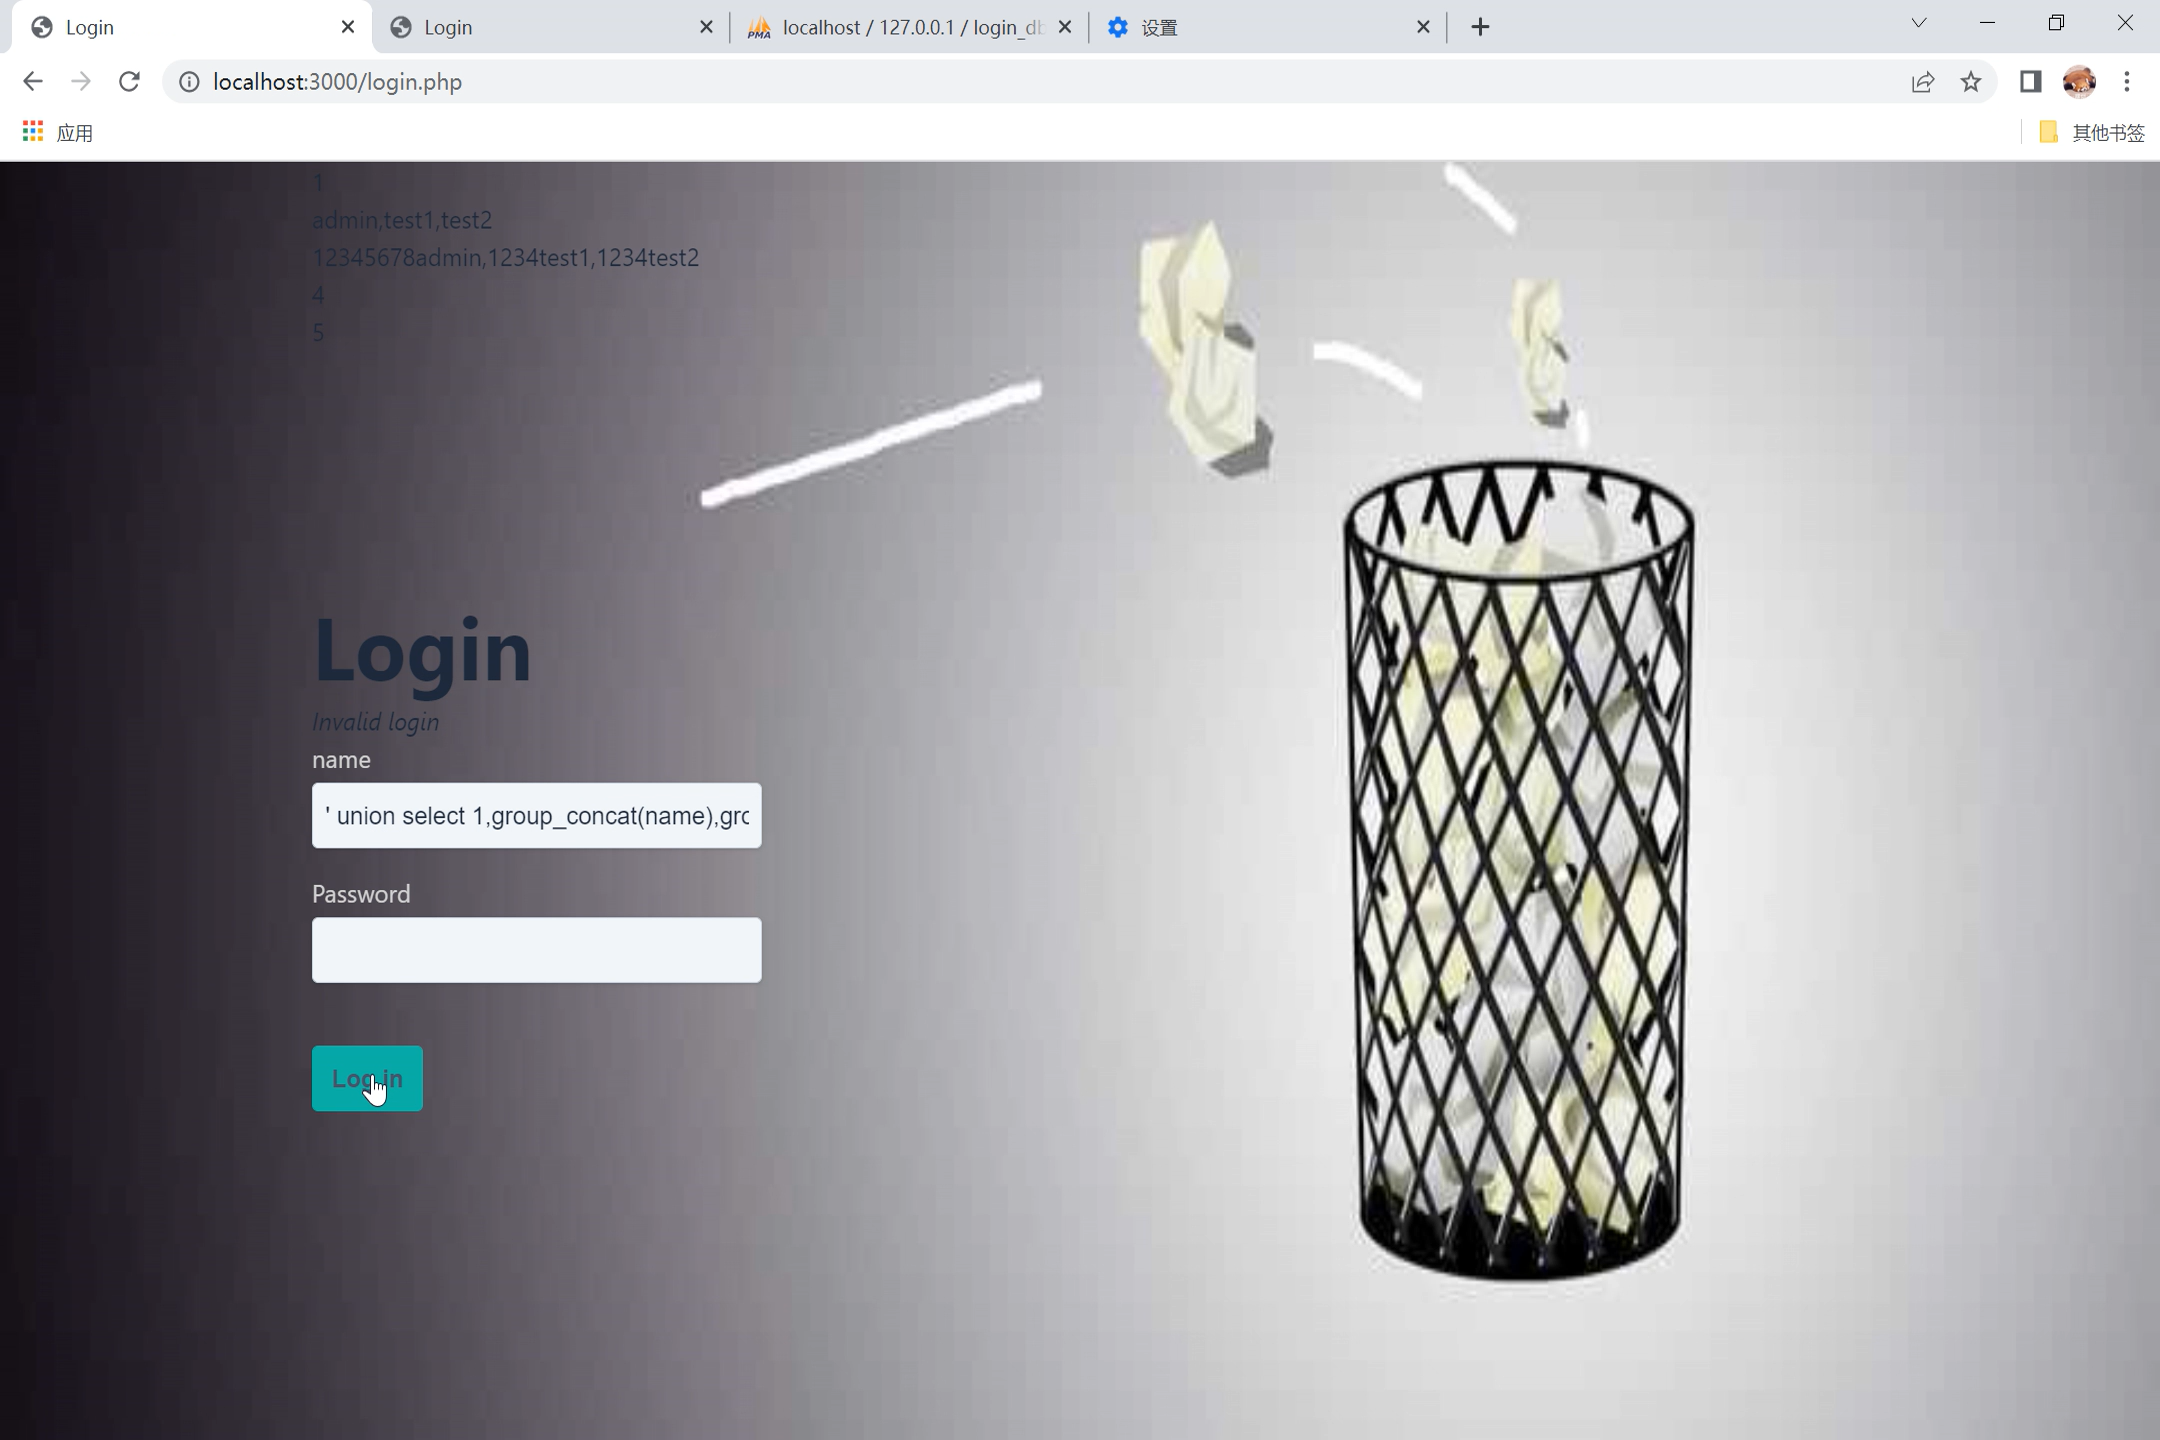 Login
Login
localhost / 127.0.0.1 / login_db
设置
localhost:3000/login.php
应用
其他书签
1
admin,test1,test2
12345678admin,1234test1,1234test2
4
5
Login
Invalid login
name
' union select 1,group_concat(name),gro
Password
Log in